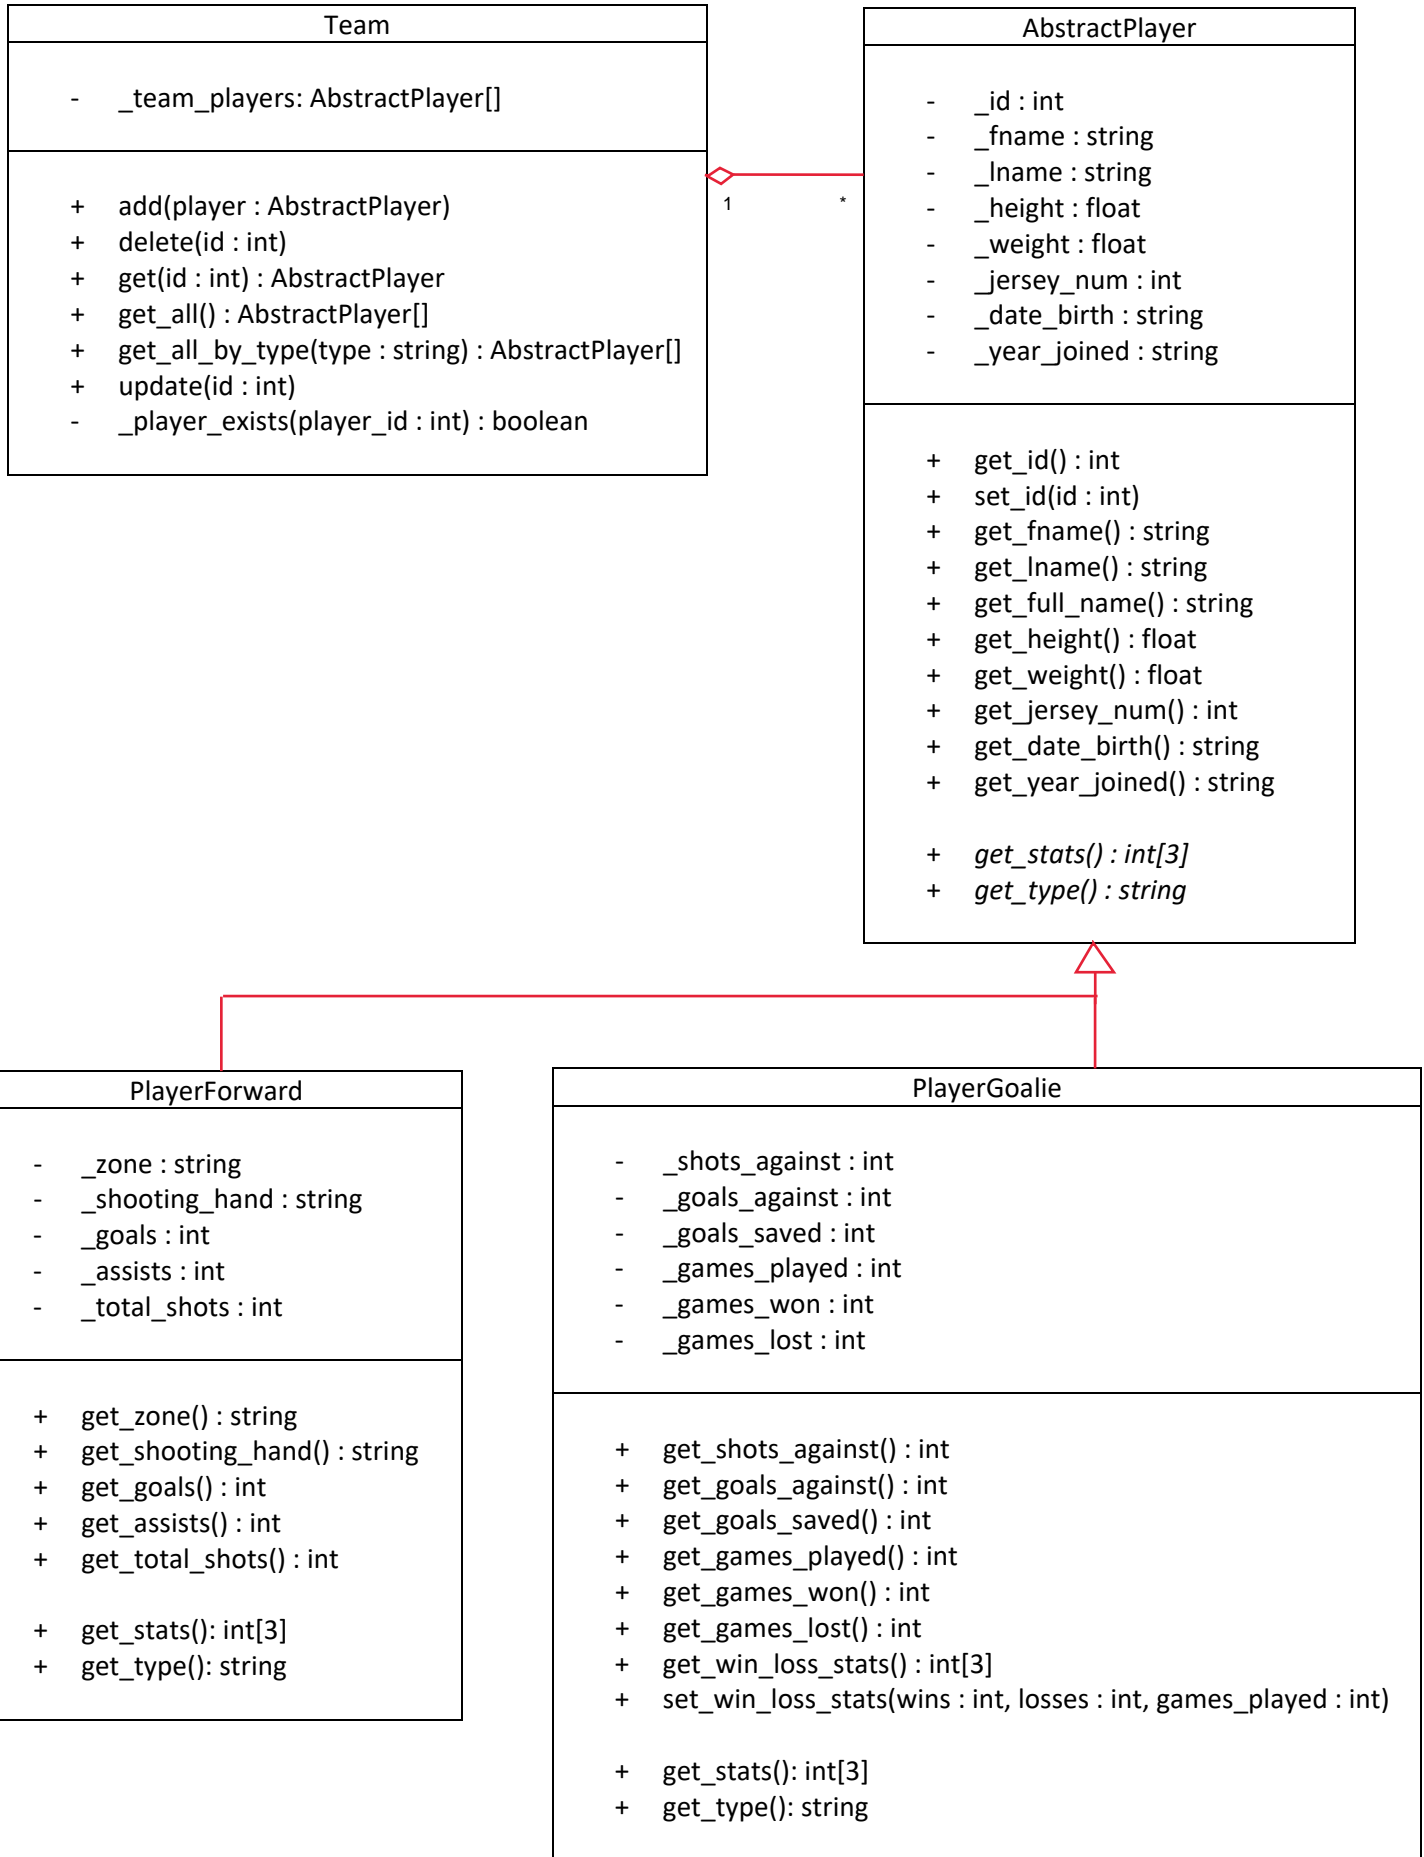 Team
- _team_players: AbstractPlayer[]
+ add(player : AbstractPlayer)
+ delete(id : int)
+ get(id : int) : AbstractPlayer
+ get_all() : AbstractPlayer[]
+ get_all_by_type(type : string) : AbstractPlayer[]
+ update(id : int)
- _player_exists(player_id : int) : boolean
1
*
AbstractPlayer
- _id : int
- _fname : string
- _lname : string
- _height : float
- _weight : float
- _jersey_num : int
- _date_birth : string
- _year_joined : string
+ get_id() : int
+ set_id(id : int)
+ get_fname() : string
+ get_lname() : string
+ get_full_name() : string
+ get_height() : float
+ get_weight() : float
+ get_jersey_num() : int
+ get_date_birth() : string
+ get_year_joined() : string
+ get_stats() : int[3]
+ get_type() : string
PlayerForward
- _zone : string
- _shooting_hand : string
- _goals : int
- _assists : int
- _total_shots : int
+ get_zone() : string
+ get_shooting_hand() : string
+ get_goals() : int
+ get_assists() : int
+ get_total_shots() : int
+ get_stats(): int[3]
+ get_type(): string
PlayerGoalie
- _shots_against : int
- _goals_against : int
- _goals_saved : int
- _games_played : int
- _games_won : int
- _games_lost : int
+ get_shots_against() : int
+ get_goals_against() : int
+ get_goals_saved() : int
+ get_games_played() : int
+ get_games_won() : int
+ get_games_lost() : int
+ get_win_loss_stats() : int[3]
+ set_win_loss_stats(wins : int, losses : int, games_played : int)
+ get_stats(): int[3]
+ get_type(): string